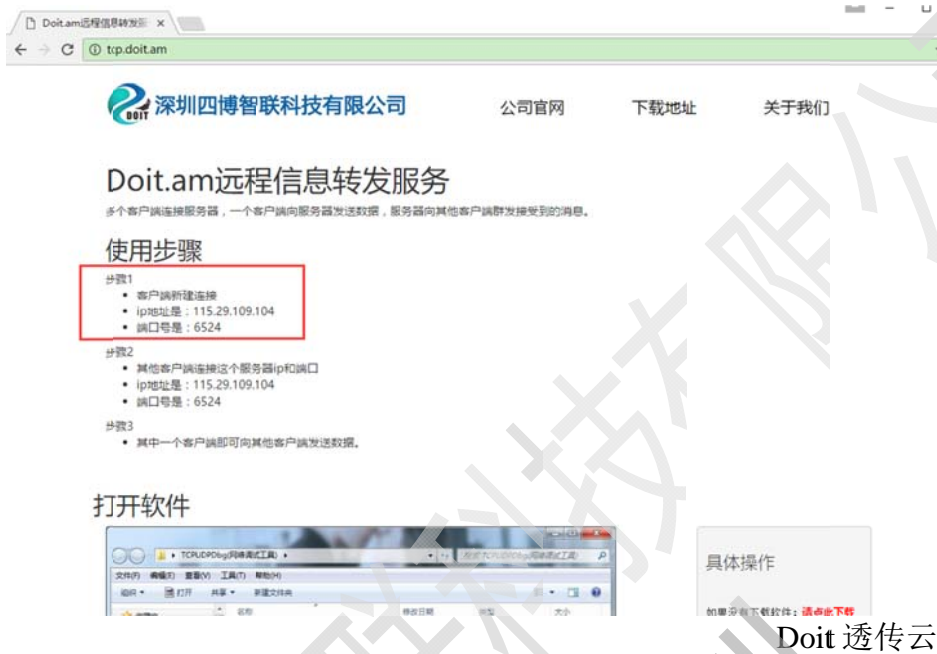 Doit.am远程信息转发
tcp.doit.am
DOIT
深圳四博智联科技有限公司 公司官网 下载地址 关于我们
Doit.am远程信息转发服务
多个客户端连接服务器，一个客户端向服务器发送数据，服务器向其他客户端群发接受到的消息。
使用步骤
步骤1
• 客户端新建连接
• ip地址是：115.29.109.104
• 端口号是：6524
步骤2
• 其他客户端连接这个服务器ip和端口
• ip地址是：115.29.109.104
• 端口号是：6524
步骤3
• 其中一个客户端即可向其他客户端发送数据。
打开软件
TCPUDPDbg(网络调试工具)
文件(F) 编辑(E) 查看(V) 工具(T) 帮助(H)
组织 打开 共享 新建文件夹
名称 修改日期 类型 大小
具体操作
如果没有下载软件：请点此下载
Doit 透传云